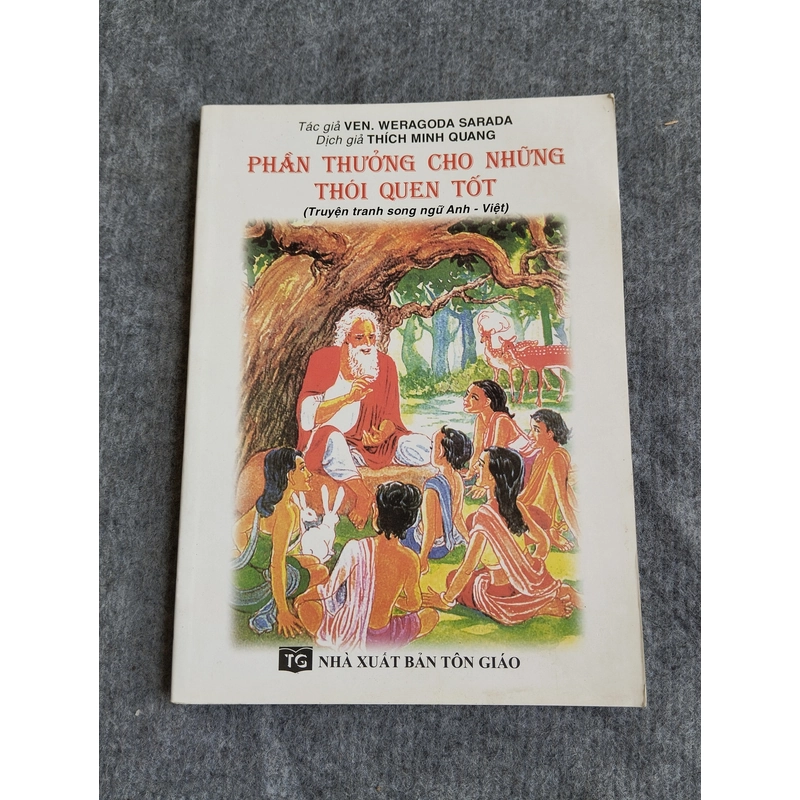 Tác giả VEN. WERAGODA SARADA
Dịch giả THÍCH MINH QUANG
PHẦN THƯỞNG CHO NHỮNG
THÓI QUEN TỐT
(Truyện tranh song ngữ Anh - Việt)
TG NHÀ XUẤT BẢN TÔN GIÁO